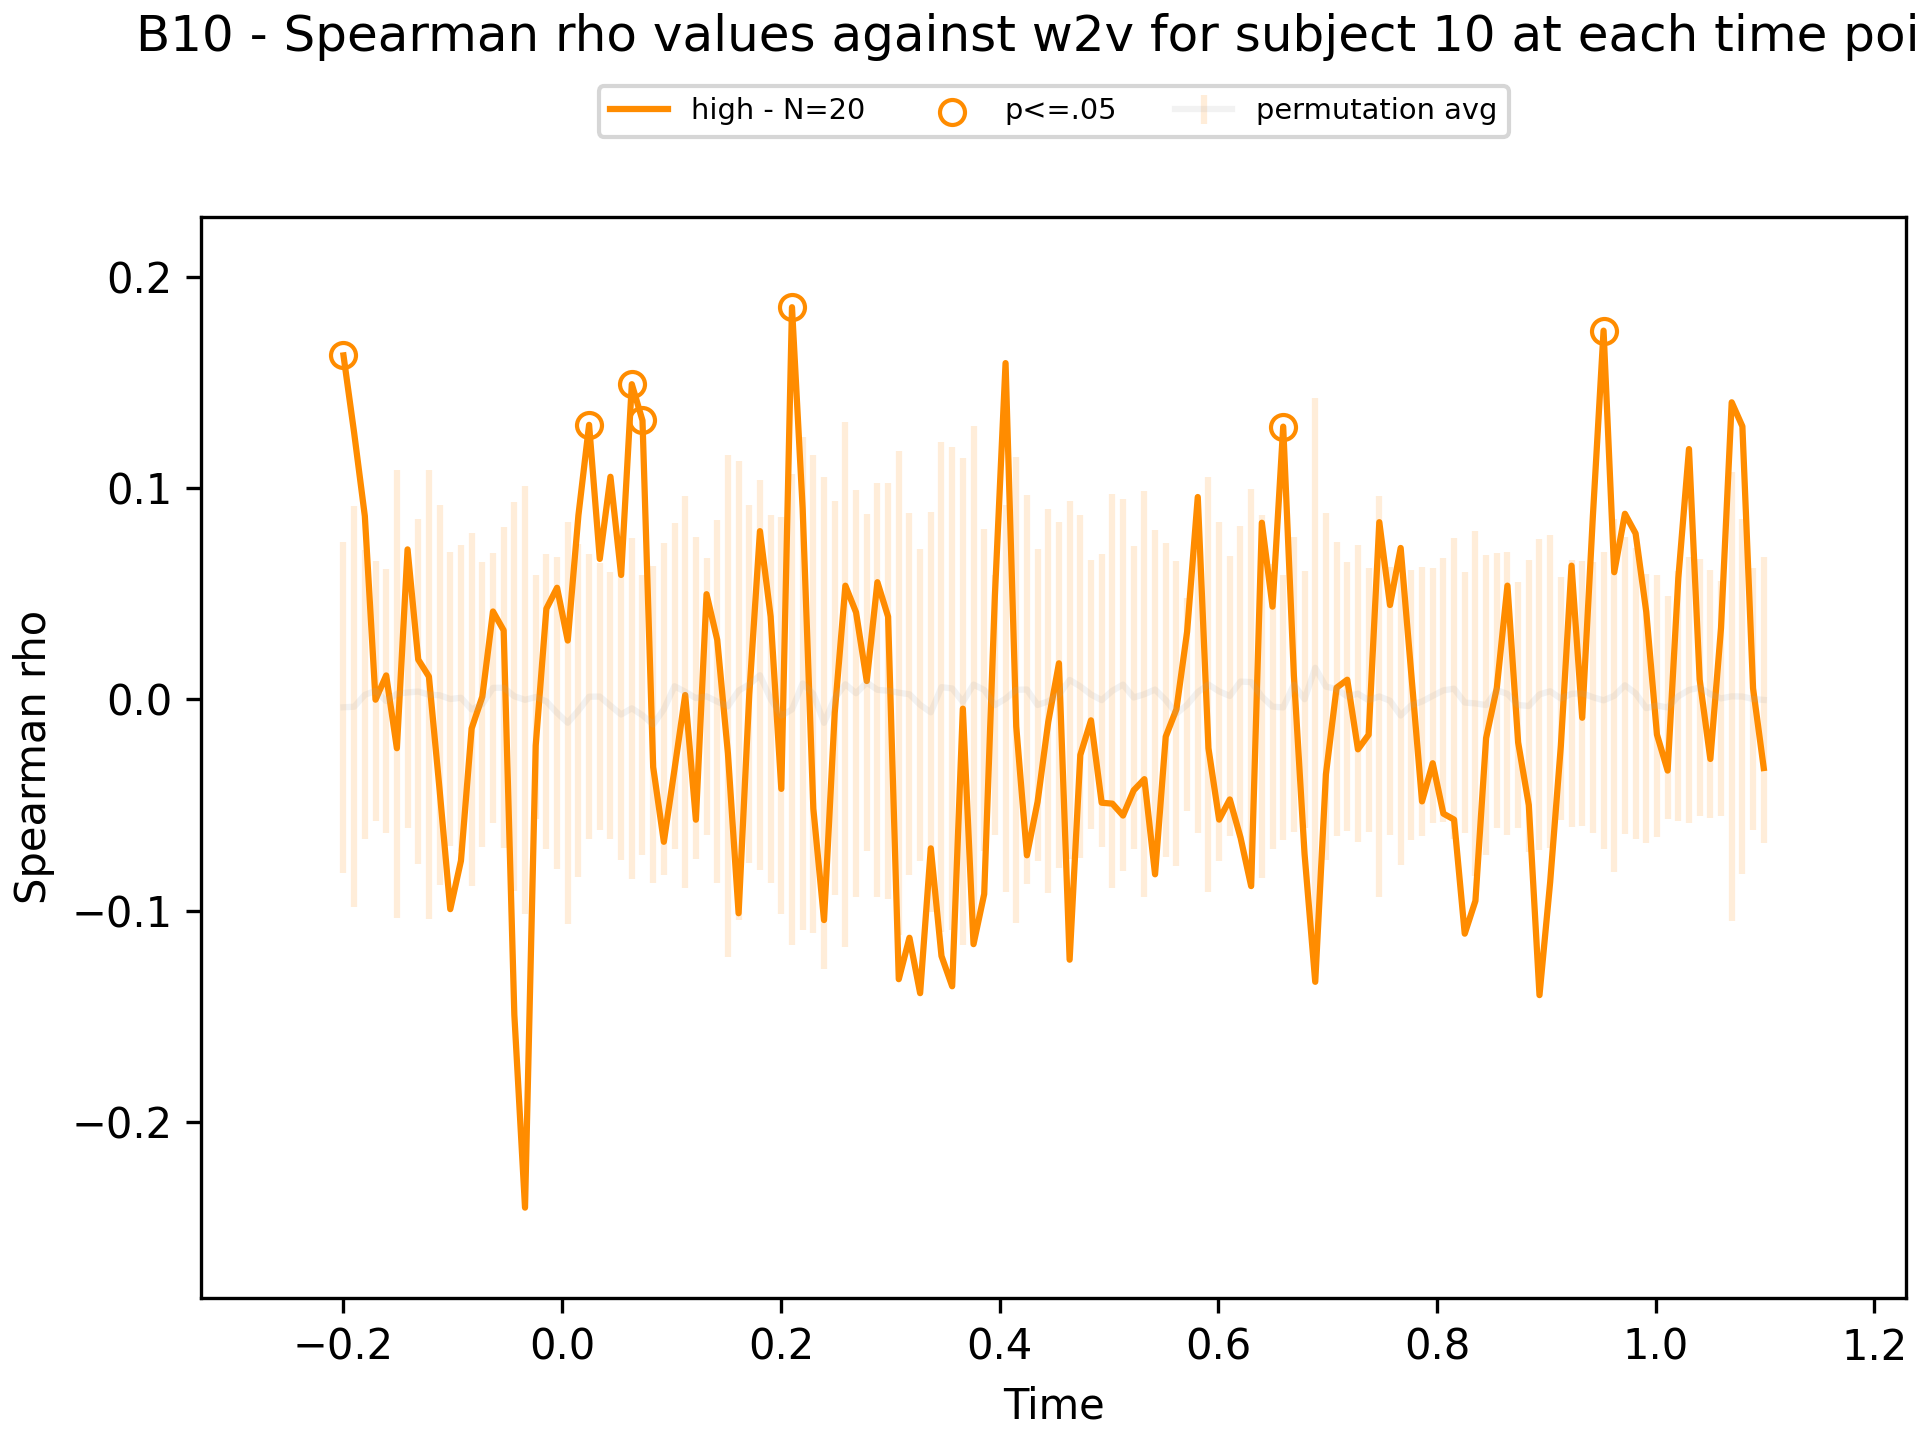 B10 - Spearman rho values against w2v for subject 10 at each time poi
high - N=20
p<=.05
permutation avg
0.2
0.1
0.0
−0.1
−0.2
Spearman rho
−0.2 0.0 0.2 0.4 0.6 0.8 1.0 1.2
Time